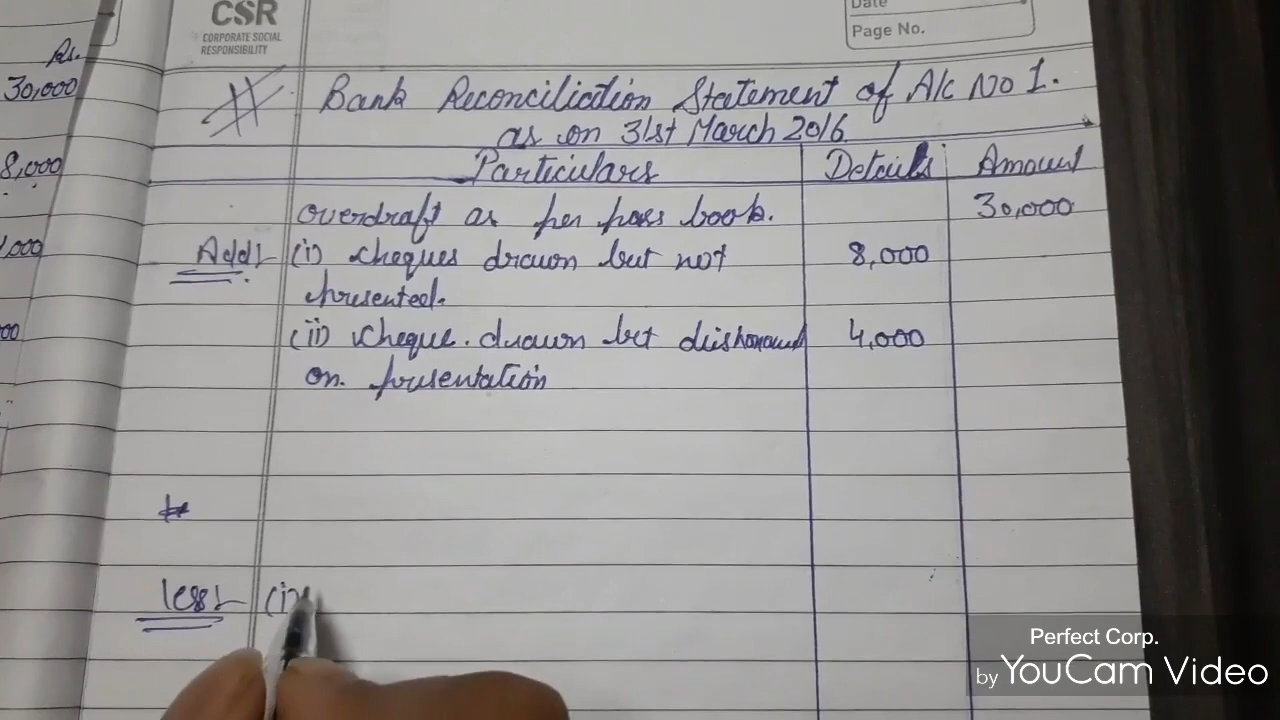 CSR
CORPORATE SOCIAL
RESPONSIBILITY
Date
Page No.
Rs.
30,000
8,000
,000
00
# Bank Reconciliation Statement of A/c No 1.
as on 31st March 2016
Particulars Details Amount
overdraft as per pass book. 30,000
Add:- (i) cheques drawn but not 8,000
presented.
(ii) cheque drawn but dishonoured 4,000
on presentation
less:- (i)
Perfect Corp.
by YouCam Video